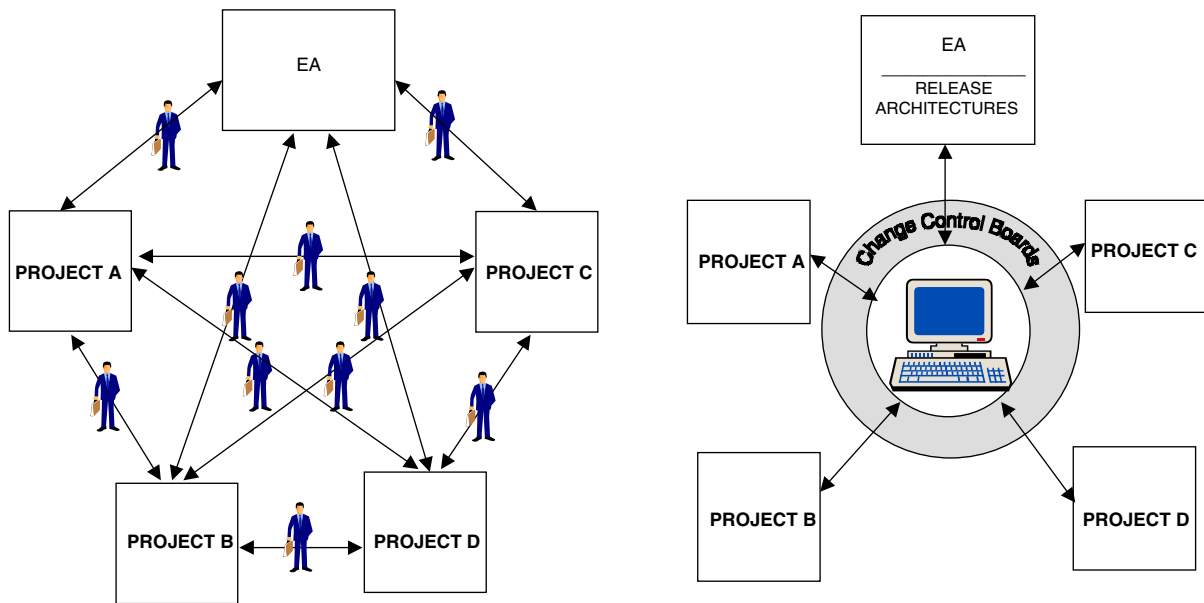 EA
PROJECT A
PROJECT C
PROJECT B
PROJECT D
EA
RELEASE
ARCHITECTURES
Change Control Boards
PROJECT A
PROJECT C
PROJECT B
PROJECT D